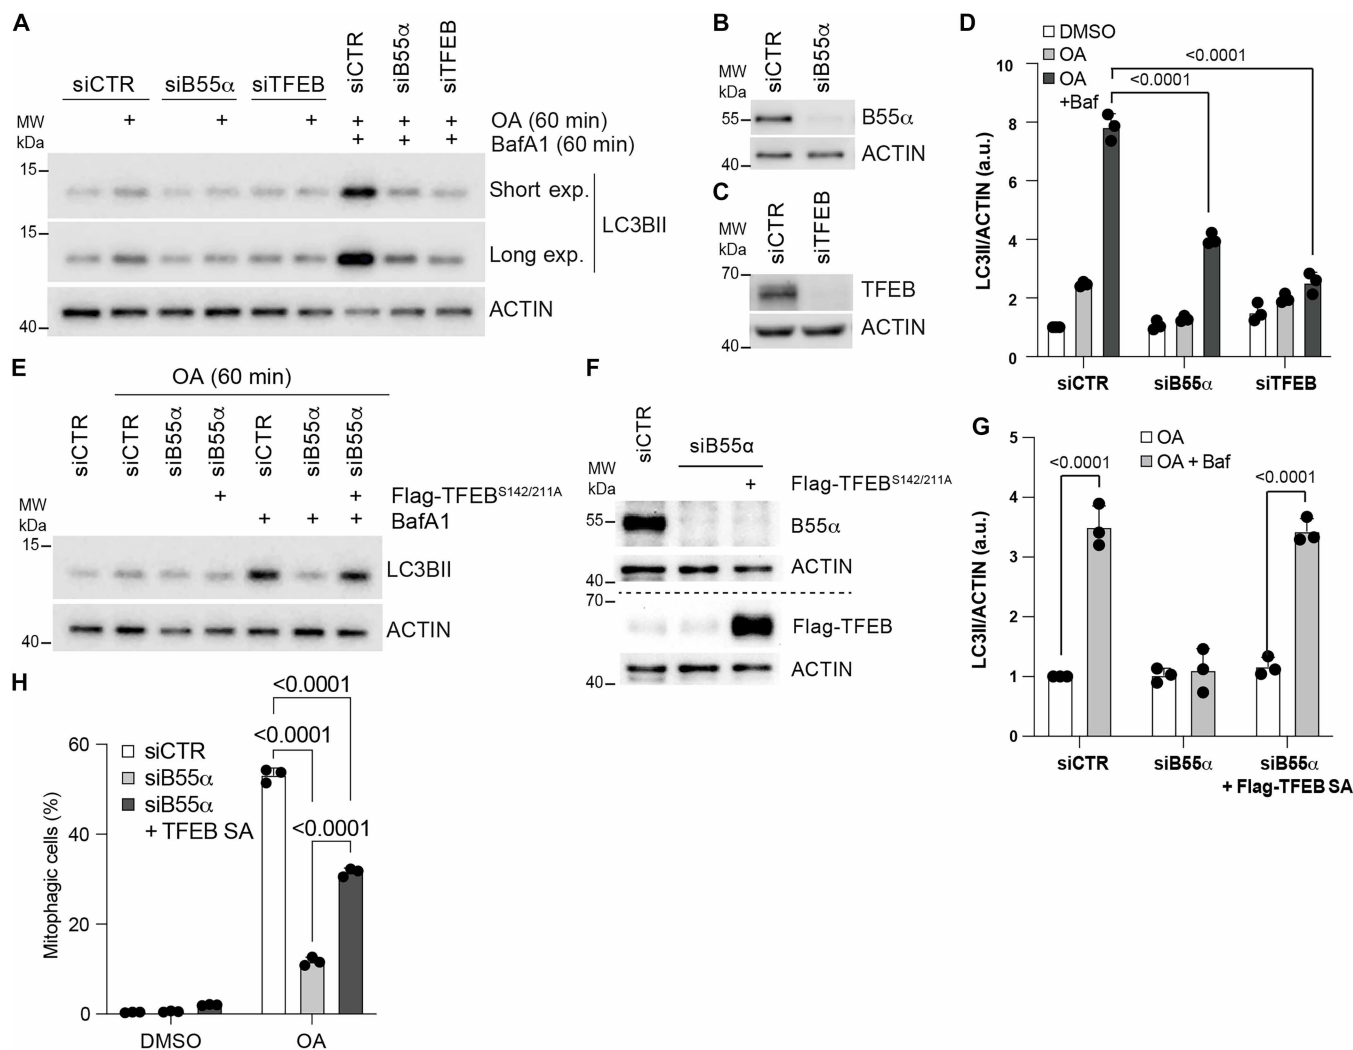 A
siCTR
siB55α
siTFEB
siCTR
siB55α
siTFEB
MW
kDa
+ + + + + + OA (60 min)
+ + + BafA1 (60 min)
15
Short exp.
15
Long exp.
LC3BII
ACTIN
40
B
siCTR
siB55α
MW
kDa
55
B55α
ACTIN
40
C
siCTR
siTFEB
MW
kDa
70
TFEB
ACTIN
40
D
DMSO
OA
OA
+Baf
<0.0001
<0.0001
LC3II/ACTIN (a.u.)
10
8
6
4
2
0
siCTR
siB55α
siTFEB
E
OA (60 min)
siCTR
siCTR
siB55α
siB55α
siCTR
siB55α
siB55α
+ + Flag-TFEBS142/211A
+ + + BafA1
MW
kDa
15
LC3BII
ACTIN
40
F
siCTR
siB55α
MW
kDa
+ Flag-TFEBS142/211A
55
B55α
ACTIN
40
70
Flag-TFEB
ACTIN
40
G
OA
OA + Baf
<0.0001
<0.0001
LC3II/ACTIN (a.u.)
5
4
3
2
1
0
siCTR
siB55α
siB55α
+ Flag-TFEB SA
H
siCTR
siB55α
siB55α
+ TFEB SA
<0.0001
<0.0001
<0.0001
Mitophagic cells (%)
60
40
20
0
DMSO
OA